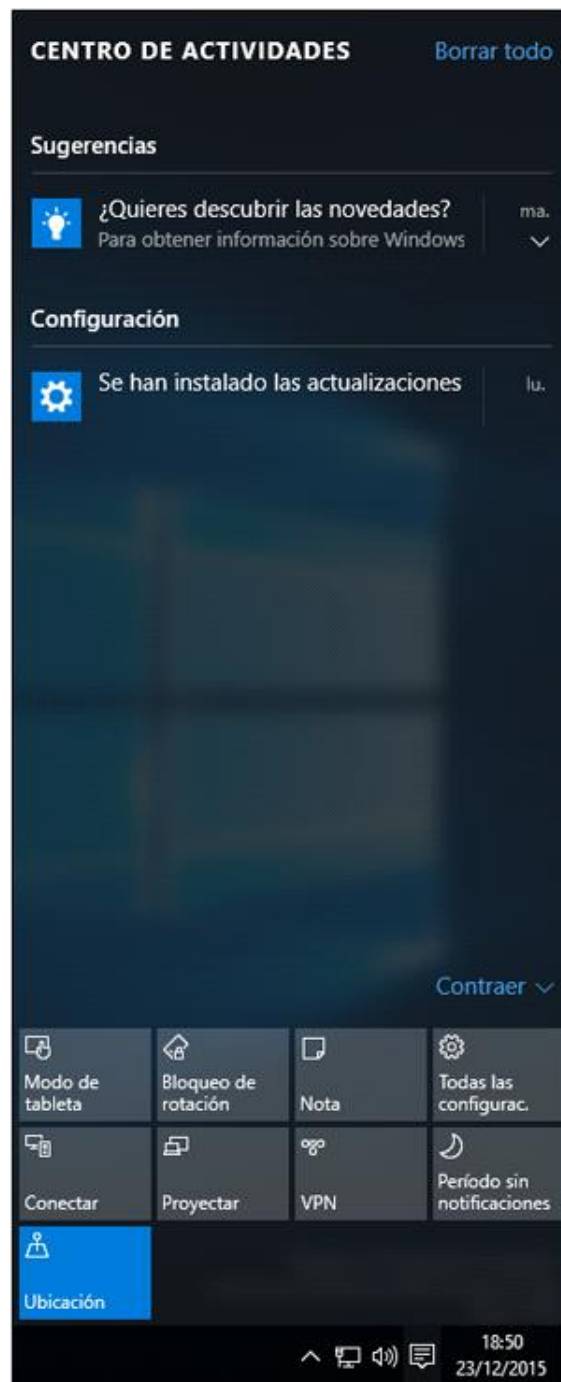 CENTRO DE ACTIVIDADES Borrar todo
Sugerencias
¿Quieres descubrir las novedades? ma.
Para obtener información sobre Windows
Configuración
Se han instalado las actualizaciones lu.
Contraer
Modo de tableta
Bloqueo de rotación
Nota
Todas las configurac.
Conectar
Proyectar
VPN
Período sin notificaciones
Ubicación
18:50
23/12/2015